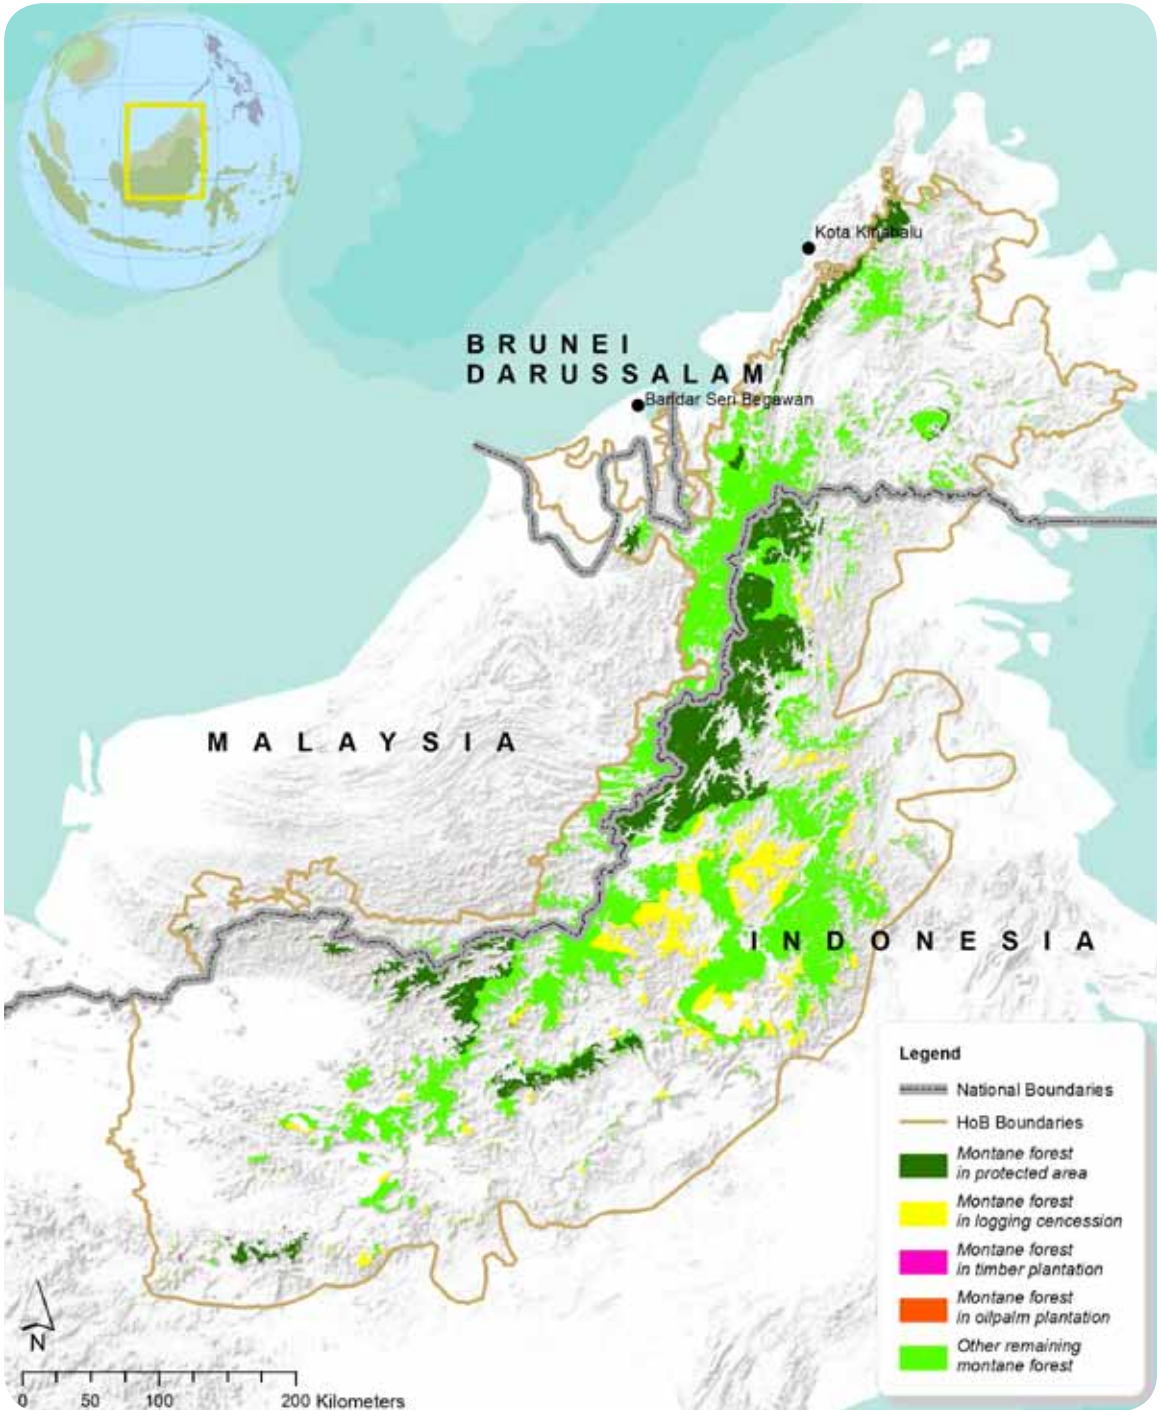 Kota Kinabalu
BRUNEI
DARUSSALAM
Bandar Seri Begawan
MALAYSIA
INDONESIA
Legend
National Boundaries
HoB Boundaries
Montane forest
in protected area
Montane forest
in logging cencession
Montane forest
in timber plantation
Montane forest
in oilpalm plantation
Other remaining
montane forest
N
0 50 100 200 Kilometers